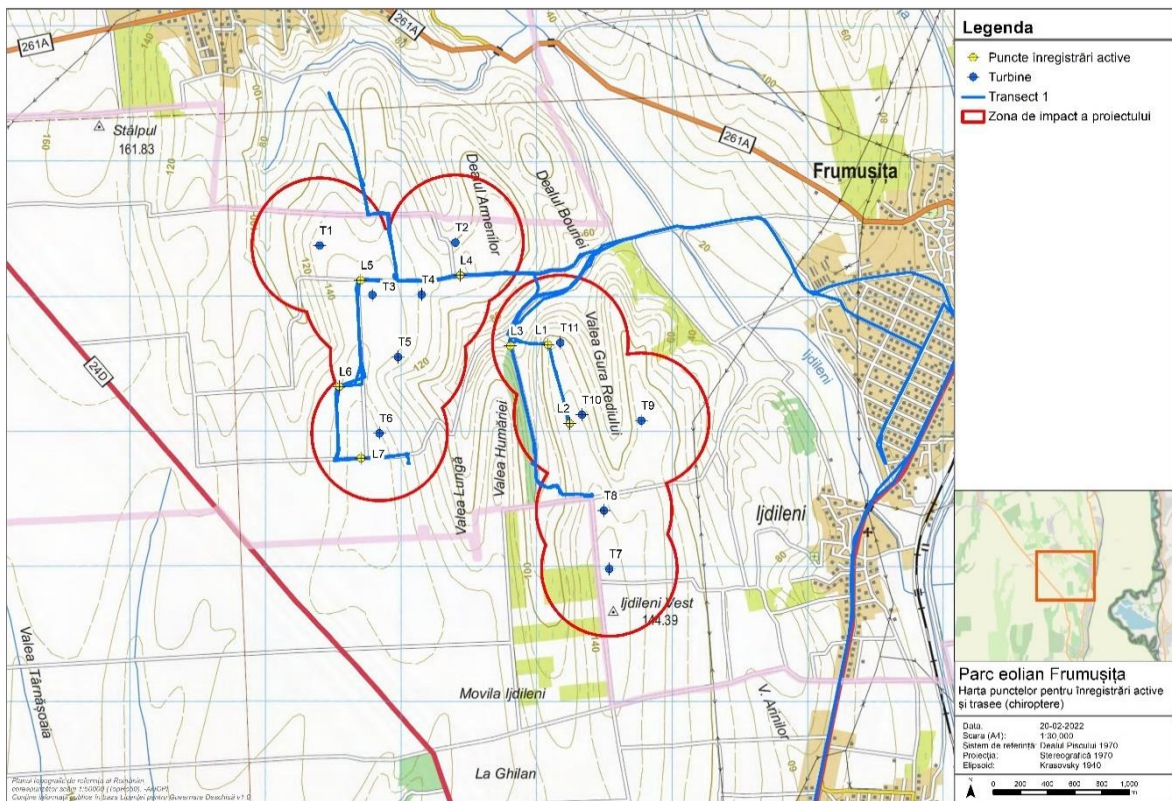 261A
140
261A
Stâlpul
161.83
Dealul Armenilor
Dealul Bouriei
261A
Frumușița
T1
T2
L5
T3
T4
L4
T5
L6
T6
L7
L3
L1
T11
Valea Gura Rediului
T10
L2
T9
T8
T7
Valea Humăriei
Valea Lunga
24D
Ijdileni
Ijdileni
Ijdileni Vest
144.39
Movila Ijdileni
V. Arinilor
La Ghilan
Valea Târnășoaia
Legenda
Puncte înregistrări active
Turbine
Transect 1
Zona de impact a proiectului
Parc eolian Frumușița
Harta punctelor pentru înregistrări active
și trasee (chiroptere)
Data: 20-02-2022
Scara (A4): 1:30,000
Sistem de referință: Dealul Piscului 1970
Proiecția: Stereografică 1970
Elipsoid: Krasovsky 1940
0 200 400 600 800 1,000
m